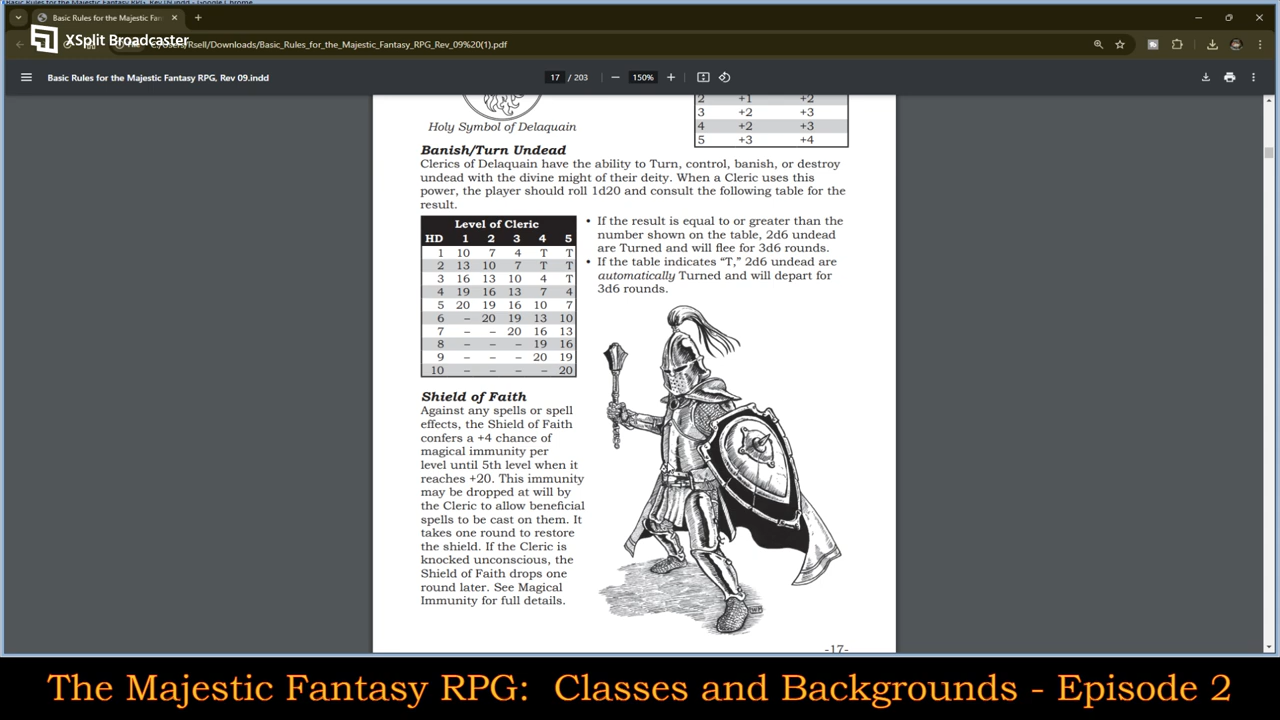 Basic Rules for the Majestic Fan
XSplit Broadcaster
C:/Users/Rsell/Downloads/Basic_Rules_for_the_Majestic_Fantasy_RPG_Rev_09%20(1).pdf
Basic Rules for the Majestic Fantasy RPG, Rev 09.indd
17 / 203
150%
Holy Symbol of Delaquain
2 +1 +2
3 +2 +3
4 +2 +3
5 +3 +4
Banish/Turn Undead
Clerics of Delaquain have the ability to Turn, control, banish, or destroy
undead with the divine might of their deity. When a Cleric uses this
power, the player should roll 1d20 and consult the following table for the
result.
Level of Cleric
HD 1 2 3 4 5
1 10 7 4 T T
2 13 10 7 T T
3 16 13 10 4 T
4 19 16 13 7 4
5 20 19 16 10 7
6 – 20 19 13 10
7 – – 20 16 13
8 – – – 19 16
9 – – – 20 19
10 – – – – 20
• If the result is equal to or greater than the
number shown on the table, 2d6 undead
are Turned and will flee for 3d6 rounds.
• If the table indicates “T,” 2d6 undead are
automatically Turned and will depart for
3d6 rounds.
Shield of Faith
Against any spells or spell
effects, the Shield of Faith
confers a +4 chance of
magical immunity per
level until 5th level when it
reaches +20. This immunity
may be dropped at will by
the Cleric to allow beneficial
spells to be cast on them. It
takes one round to restore
the shield. If the Cleric is
knocked unconscious, the
Shield of Faith drops one
round later. See Magical
Immunity for full details.
-17-
The Majestic Fantasy RPG: Classes and Backgrounds - Episode 2